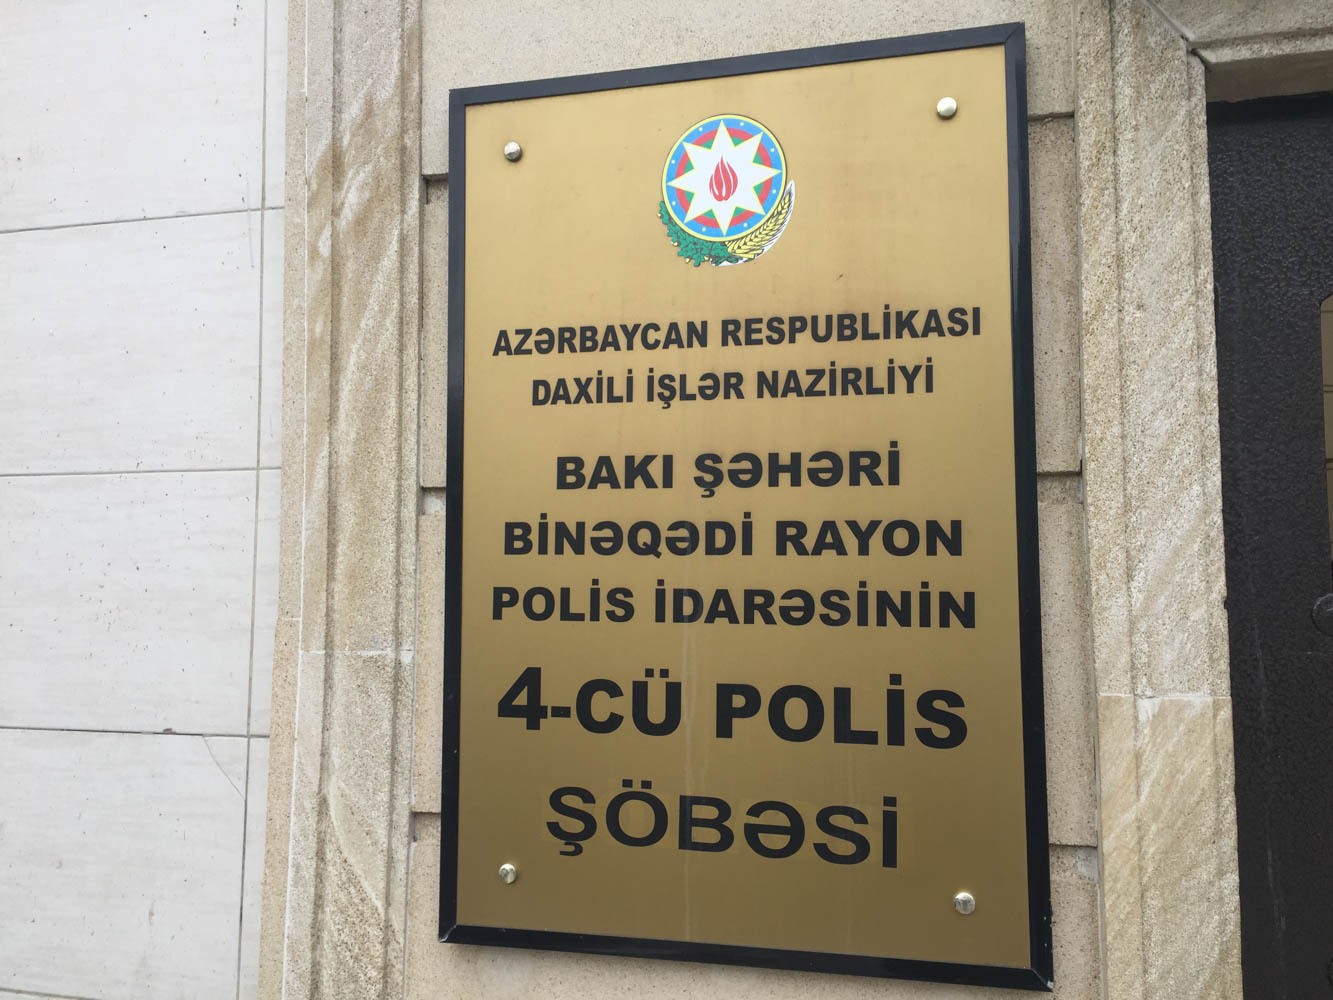 AZƏRBAYCAN RESPUBLİKASI
DAXİLİ İŞLƏR NAZİRLİYİ
BAKI ŞƏHƏRİ
BİNƏQƏDİ RAYON
POLİS İDARƏSİNİN
4-CÜ POLİS
ŞÖBƏSİ